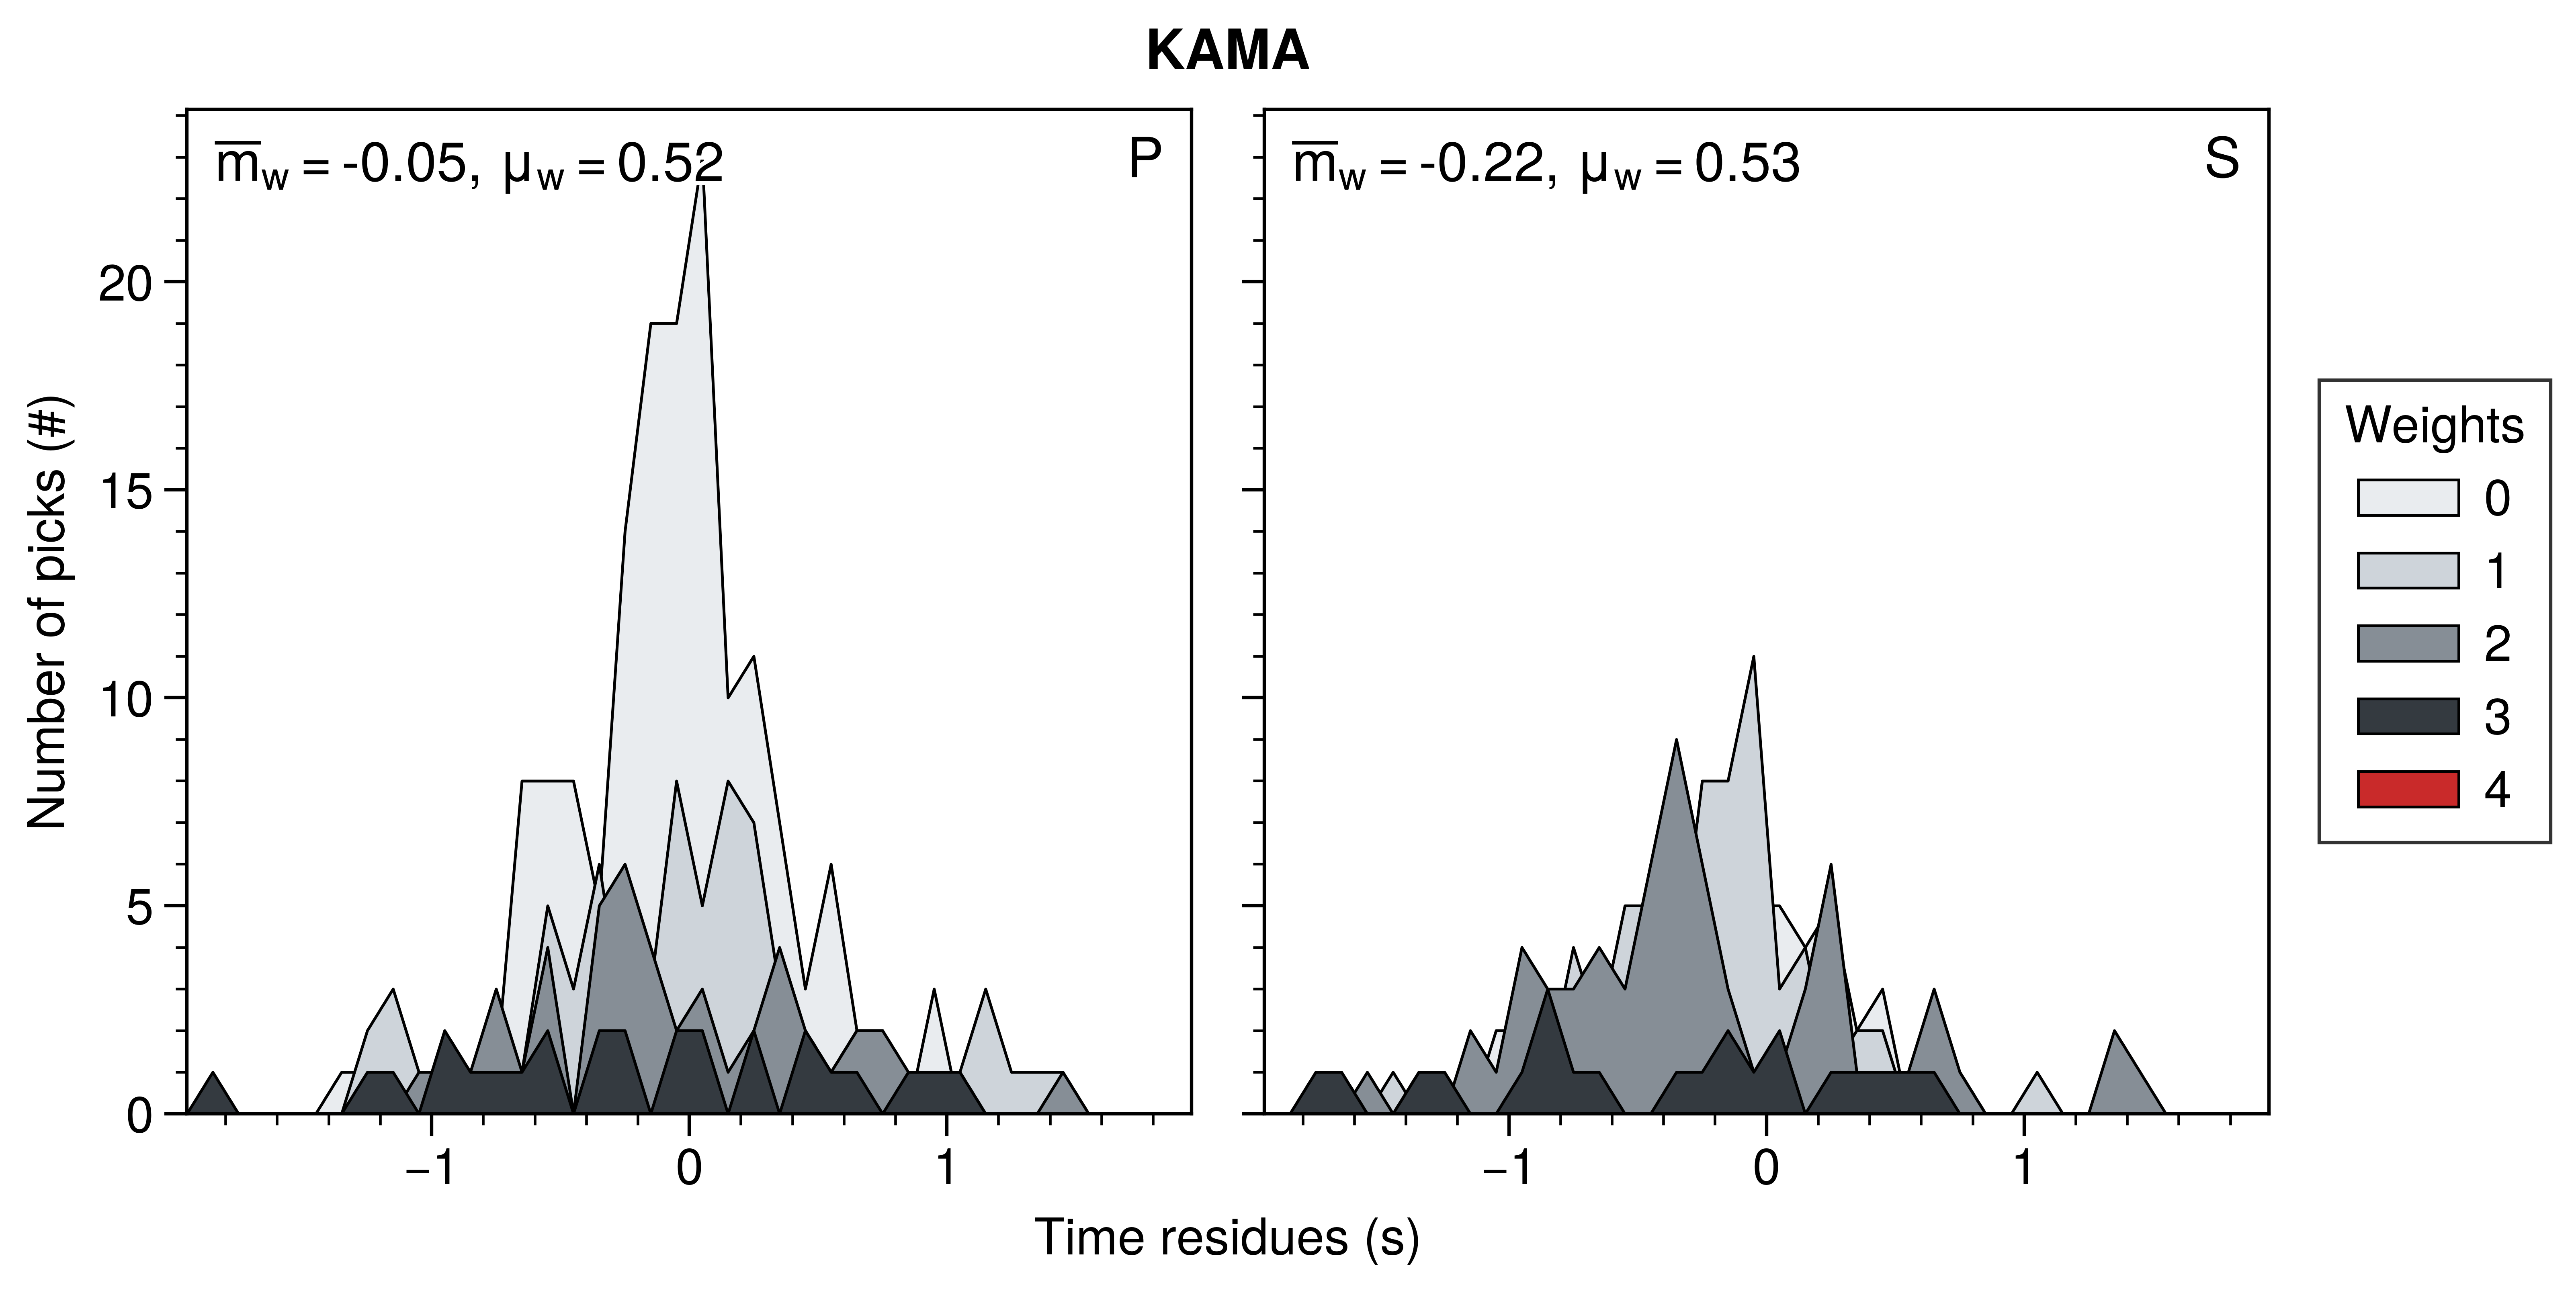 KAMA
m̅w = -0.05, µw = 0.52
P
m̅w = -0.22, µw = 0.53
S
Number of picks (#)
20
15
10
5
0
−1 0 1
−1 0 1
Time residues (s)
Weights
0
1
2
3
4